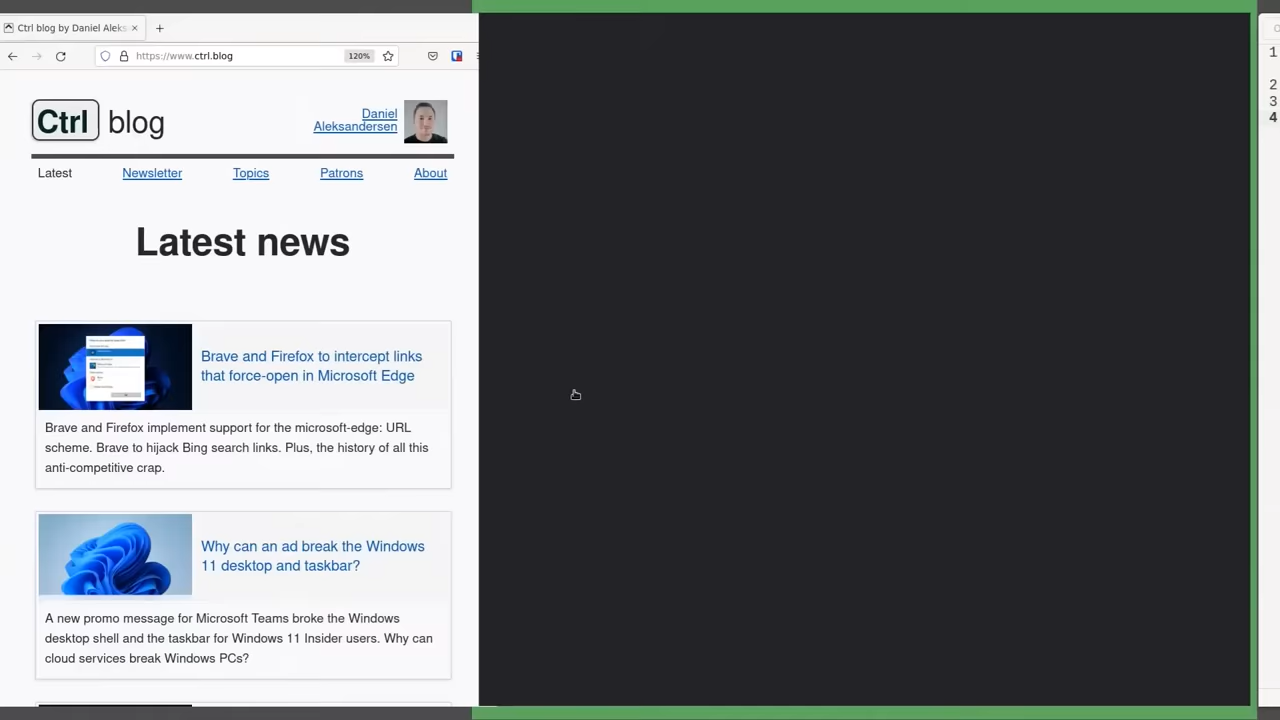 Ctrl blog by Daniel Aleks
https://www.ctrl.blog
120%
Ctrl blog
Daniel
Aleksandersen
Latest Newsletter Topics Patrons About
Latest news
Brave and Firefox to intercept links
that force-open in Microsoft Edge
Brave and Firefox implement support for the microsoft-edge: URL
scheme. Brave to hijack Bing search links. Plus, the history of all this
anti-competitive crap.
Why can an ad break the Windows
11 desktop and taskbar?
A new promo message for Microsoft Teams broke the Windows
desktop shell and the taskbar for Windows 11 Insider users. Why can
cloud services break Windows PCs?
1
2
3
4